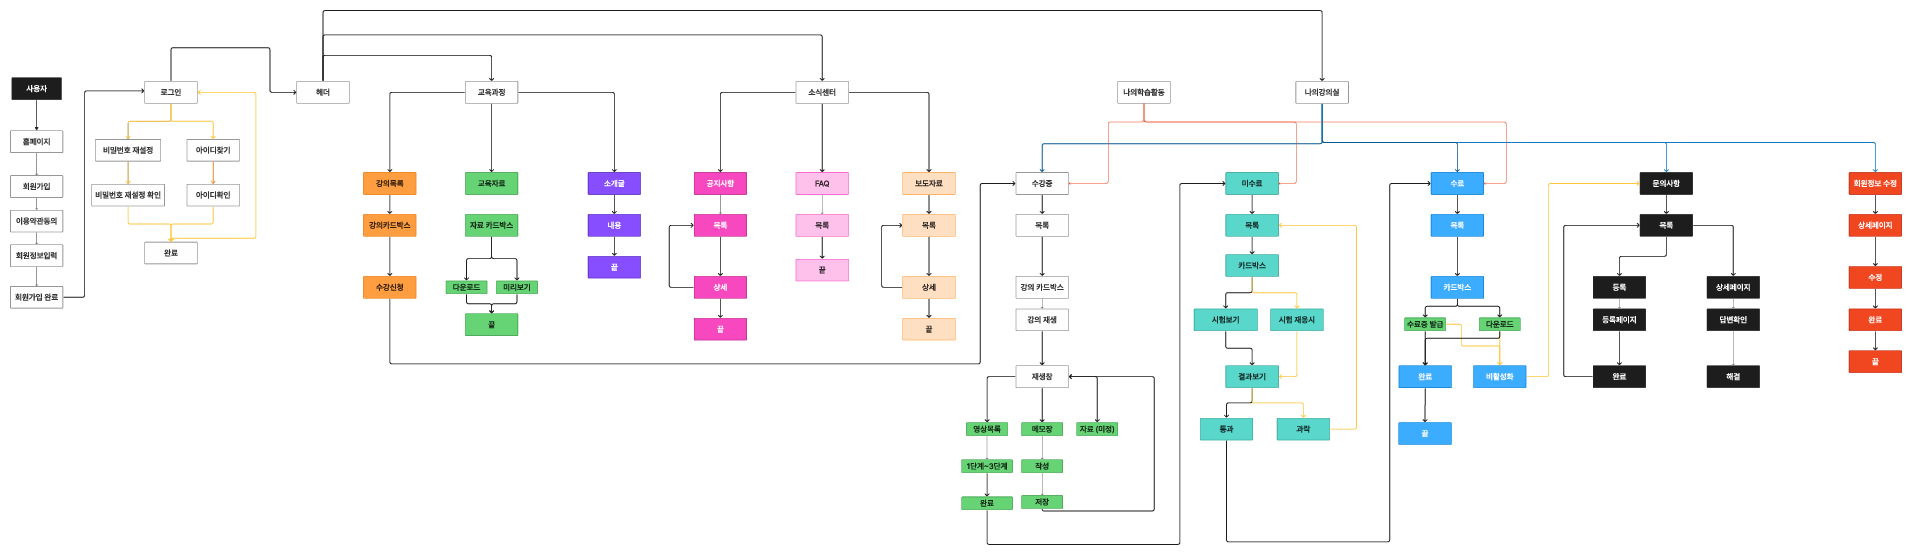 사용자
홈페이지
회원가입
이용약관동의
회원정보입력
회원가입 완료
로그인
비밀번호 재설정
아이디찾기
비밀번호 재설정 확인
아이디확인
완료
헤더
교육과정
강의목록
교육자료
소개글
강의카드박스
자료 카드박스
내용
수강신청
다운로드
미리보기
끝
끝
소식센터
공지사항
FAQ
보도자료
목록
목록
목록
상세
끝
상세
끝
끝
나의학습활동
나의강의실
수강중
목록
강의 카드박스
강의 재생
재생장
영상목록
메모장
자료 (미정)
1단계~3단계
작성
완료
저장
미수료
목록
카드박스
시험보기
시험 재응시
결과보기
통과
과락
수료
목록
카드박스
수료증 발급
다운로드
완료
비활성화
끝
문의사항
목록
등록
상세페이지
등록페이지
답변확인
완료
해결
회원정보 수정
상세페이지
수정
완료
끝